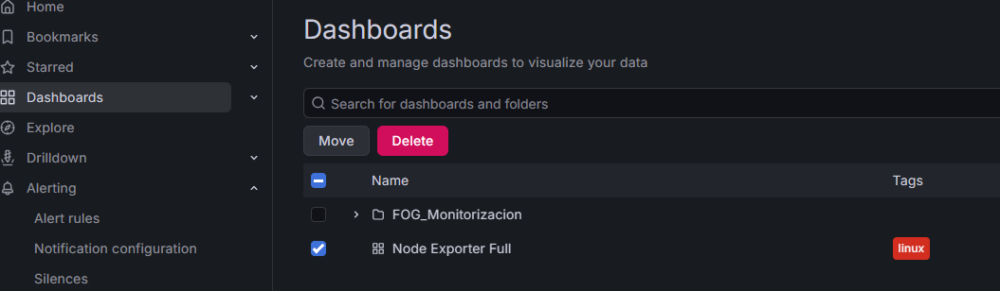 Home
Bookmarks
Starred
Dashboards
Explore
Drilldown
Alerting
Alert rules
Notification configuration
Silences
Dashboards
Create and manage dashboards to visualize your data
Search for dashboards and folders
Move Delete
Name Tags
FOG_Monitorizacion
Node Exporter Full linux